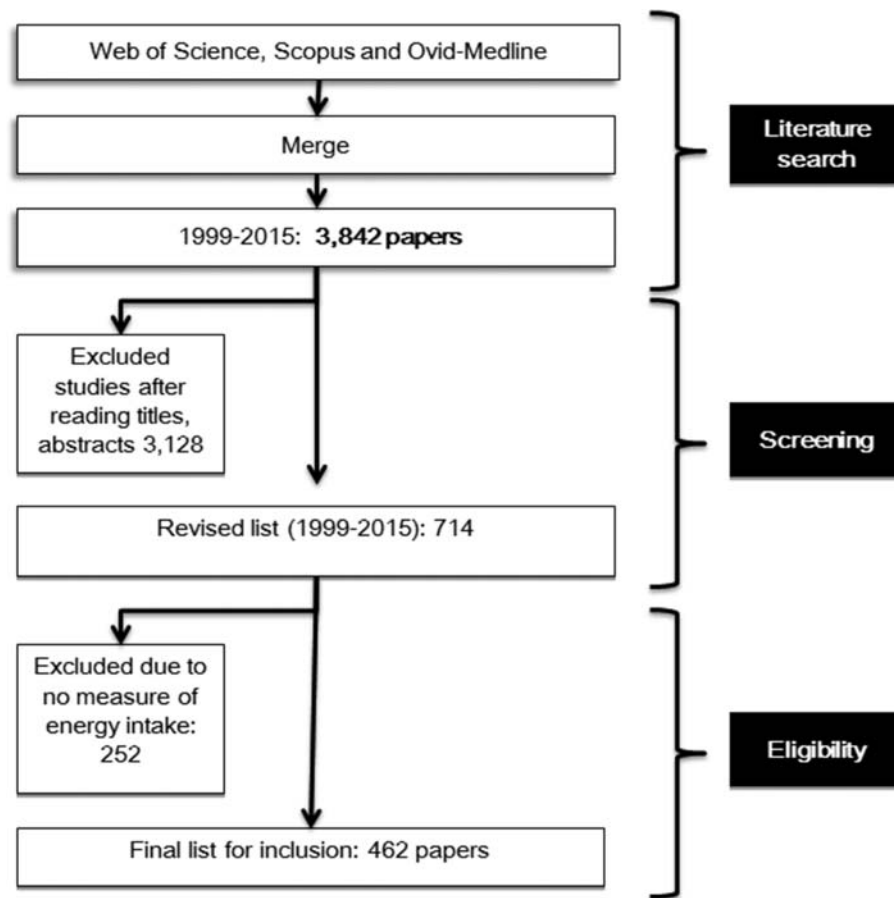 Web of Science, Scopus and Ovid-Medline
Merge
Literature
search
1999-2015: 3,842 papers
Excluded
studies after
reading titles,
abstracts 3,128
Screening
Revised list (1999-2015): 714
Excluded due to
no measure of
energy intake:
252
Eligibility
Final list for inclusion: 462 papers